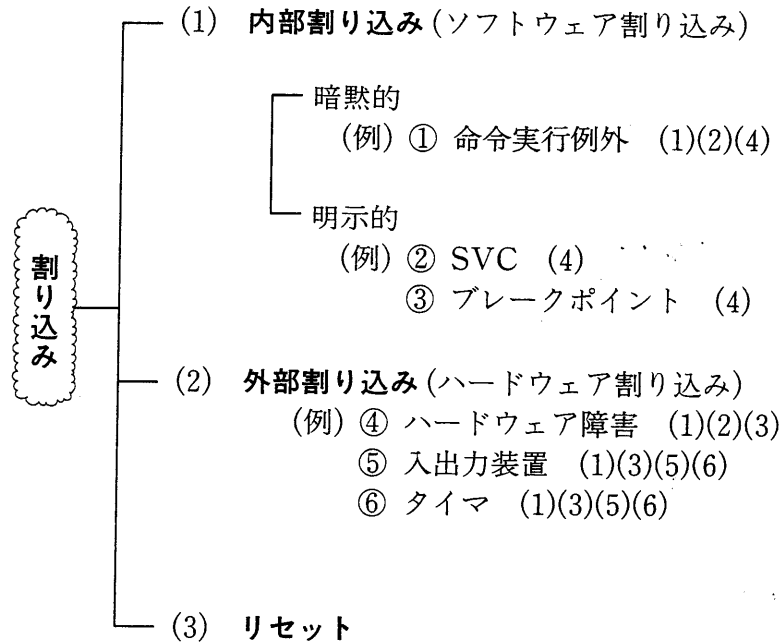 (1) 内部割り込み(ソフトウェア割り込み)
暗黙的
(例) ① 命令実行例外 (1)(2)(4)
明示的
(例) ② SVC (4)
③ ブレークポイント (4)
割り込み
(2) 外部割り込み(ハードウェア割り込み)
(例) ④ ハードウェア障害 (1)(2)(3)
⑤ 入出力装置 (1)(3)(5)(6)
⑥ タイマ (1)(3)(5)(6)
(3) リセット